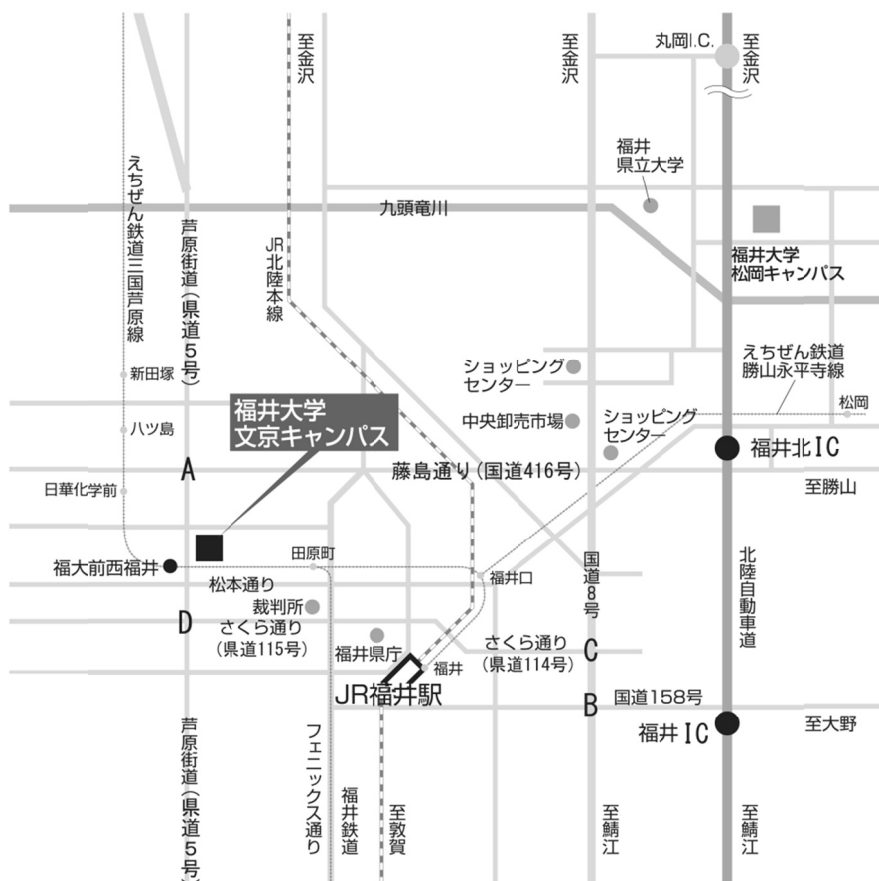 至金沢
至金沢
丸岡I.C.
至金沢
福井
県立大学
えちぜん鉄道三国芦原線
芦原街道(県道5号)
九頭竜川
JR北陸本線
福井大学
松岡キャンパス
新田塚
ショッピング
センター
えちぜん鉄道
勝山永平寺線
松岡
福井大学
文京キャンパス
八ツ島
中央卸売市場
ショッピング
センター
福井北IC
A
藤島通り(国道416号)
至勝山
日華化学前
田原町
福大前西福井
福井口
国道8号
北陸自動車道
松本通り
裁判所
D
さくら通り
(県道115号)
福井県庁
さくら通り
(県道114号)
C
福井
JR福井駅
B
国道158号
福井IC
至大野
芦原街道(県道5号)
フェニックス通り
福井鉄道
至敦賀
至鯖江
至鯖江